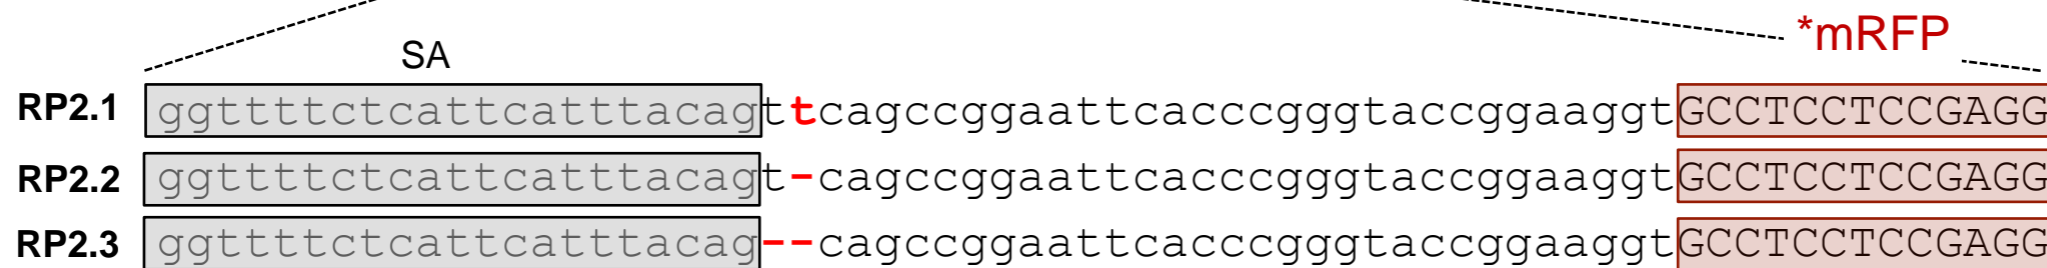 *mRFP
SA
RP2.1 ggttttctcattcatttacagttcagccggaattcacccgggtaccggaaggtGCCTCCTCCGAGG
RP2.2 ggttttctcattcatttacagt-cagccggaattcacccgggtaccggaaggtGCCTCCTCCGAGG
RP2.3 ggttttctcattcatttacag--cagccggaattcacccgggtaccggaaggtGCCTCCTCCGAGG